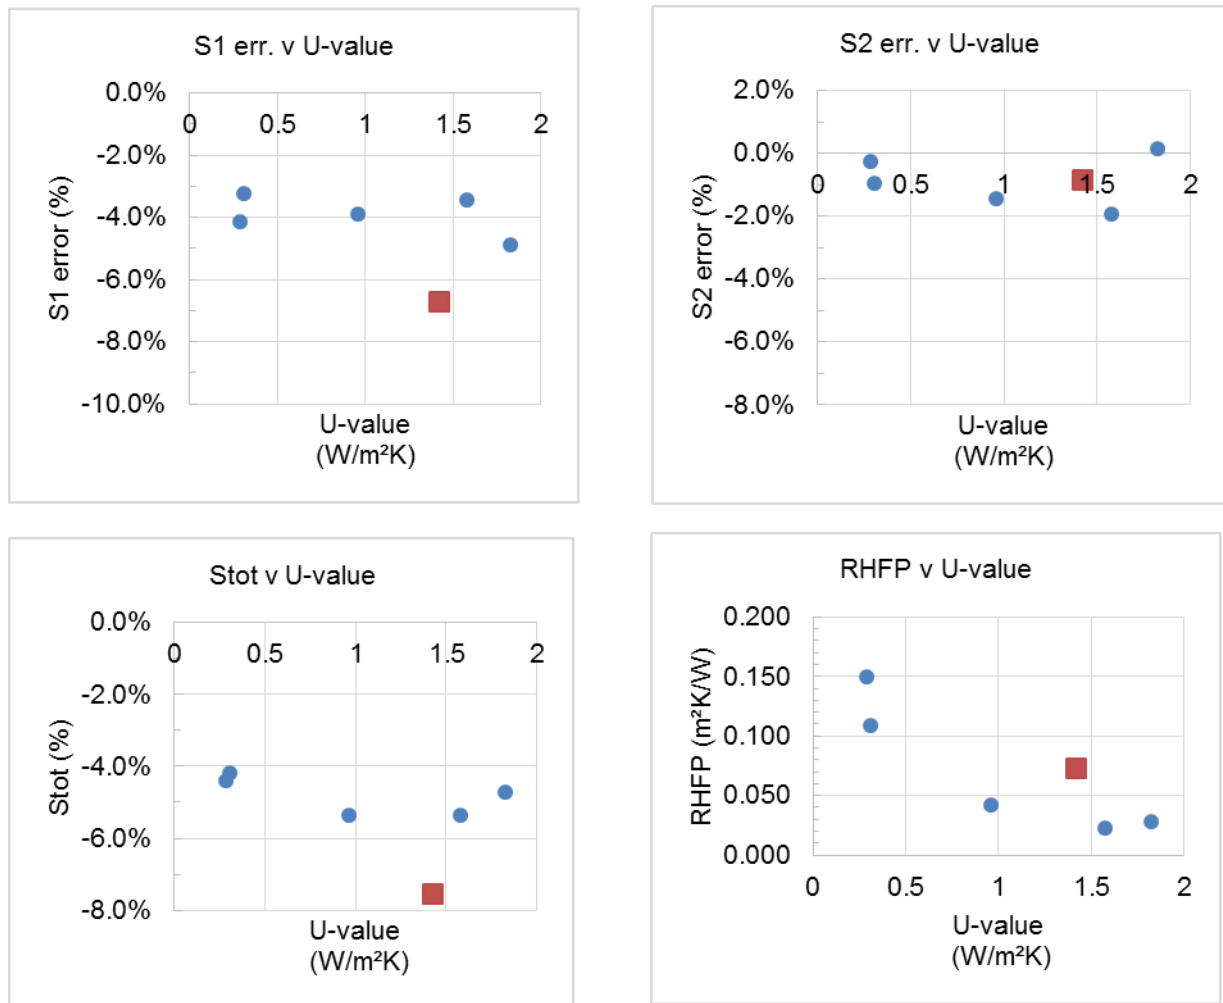 S1 err. v U-value
0.0%
0 0.5 1 1.5 2
-2.0%
-4.0%
-6.0%
-8.0%
-10.0%
S1 error (%)
U-value
(W/m²K)
S2 err. v U-value
2.0%
0.0%
0 0.5 1 1.5 2
-2.0%
-4.0%
-6.0%
-8.0%
S2 error (%)
U-value
(W/m²K)
Stot v U-value
0.0%
0 0.5 1 1.5 2
-2.0%
-4.0%
-6.0%
-8.0%
Stot (%)
U-value
(W/m²K)
RHFP v U-value
0.200
0.150
0.100
0.050
0.000
0 0.5 1 1.5 2
RHFP (m²K/W)
U-value
(W/m²K)